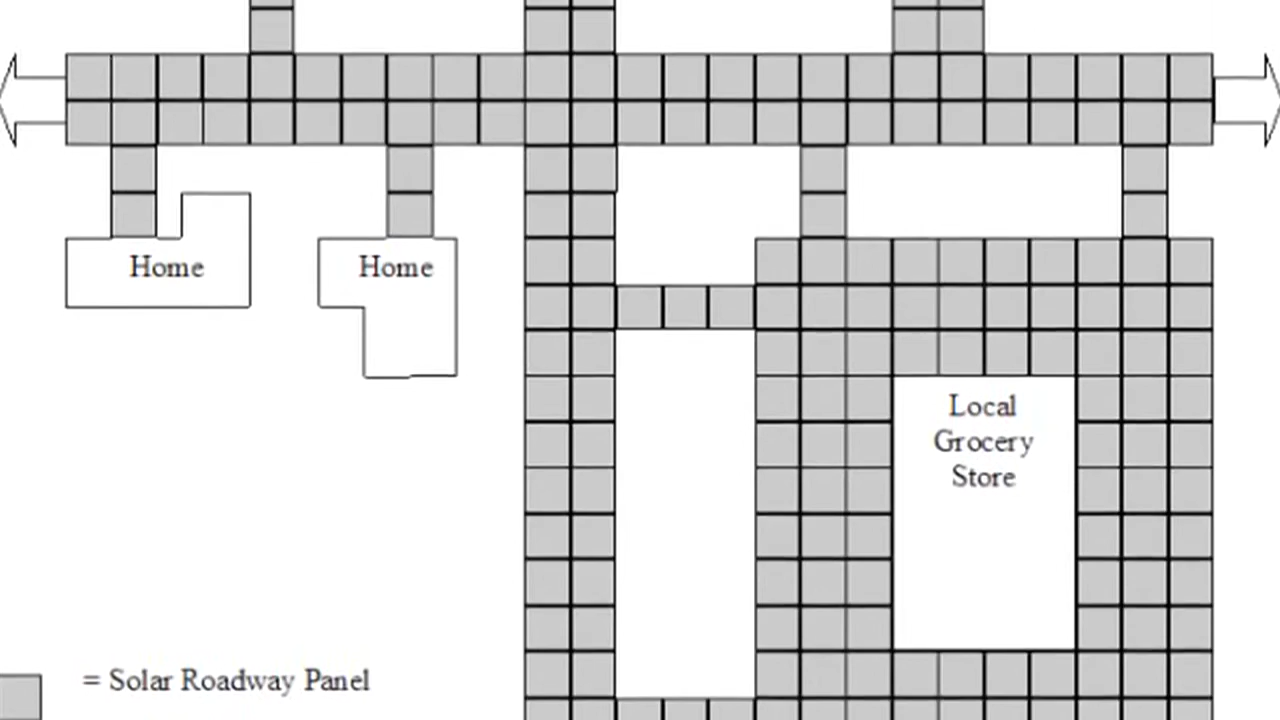 Home
Home
Local
Grocery
Store
= Solar Roadway Panel